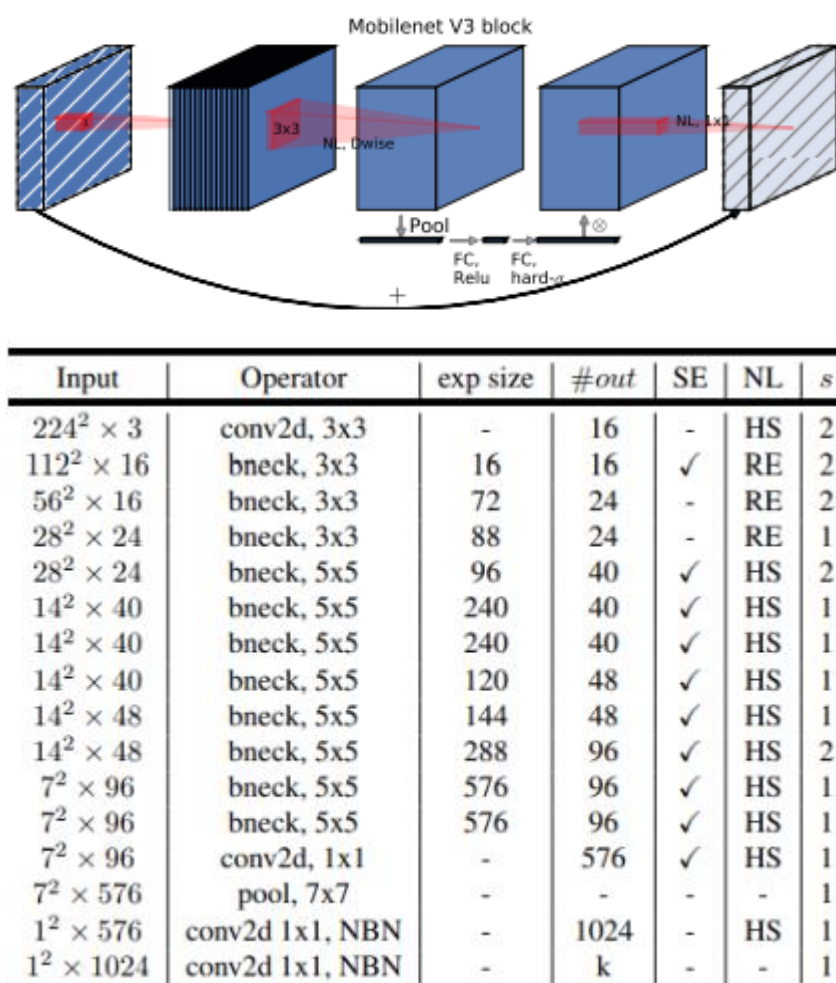 Mobilenet V3 block
1
3x3
NL, Dwise
NL, 1x1
Pool
⊗
FC, Relu
FC, hard-σ
+
Input Operator exp size #out SE NL s
224² × 3 conv2d, 3x3 - 16 - HS 2
112² × 16 bneck, 3x3 16 16 ✓ RE 2
56² × 16 bneck, 3x3 72 24 - RE 2
28² × 24 bneck, 3x3 88 24 - RE 1
28² × 24 bneck, 5x5 96 40 ✓ HS 2
14² × 40 bneck, 5x5 240 40 ✓ HS 1
14² × 40 bneck, 5x5 240 40 ✓ HS 1
14² × 40 bneck, 5x5 120 48 ✓ HS 1
14² × 48 bneck, 5x5 144 48 ✓ HS 1
14² × 48 bneck, 5x5 288 96 ✓ HS 2
7² × 96 bneck, 5x5 576 96 ✓ HS 1
7² × 96 bneck, 5x5 576 96 ✓ HS 1
7² × 96 conv2d, 1x1 - 576 ✓ HS 1
7² × 576 pool, 7x7 - - - - 1
1² × 576 conv2d 1x1, NBN - 1024 - HS 1
1² × 1024 conv2d 1x1, NBN - k - - 1